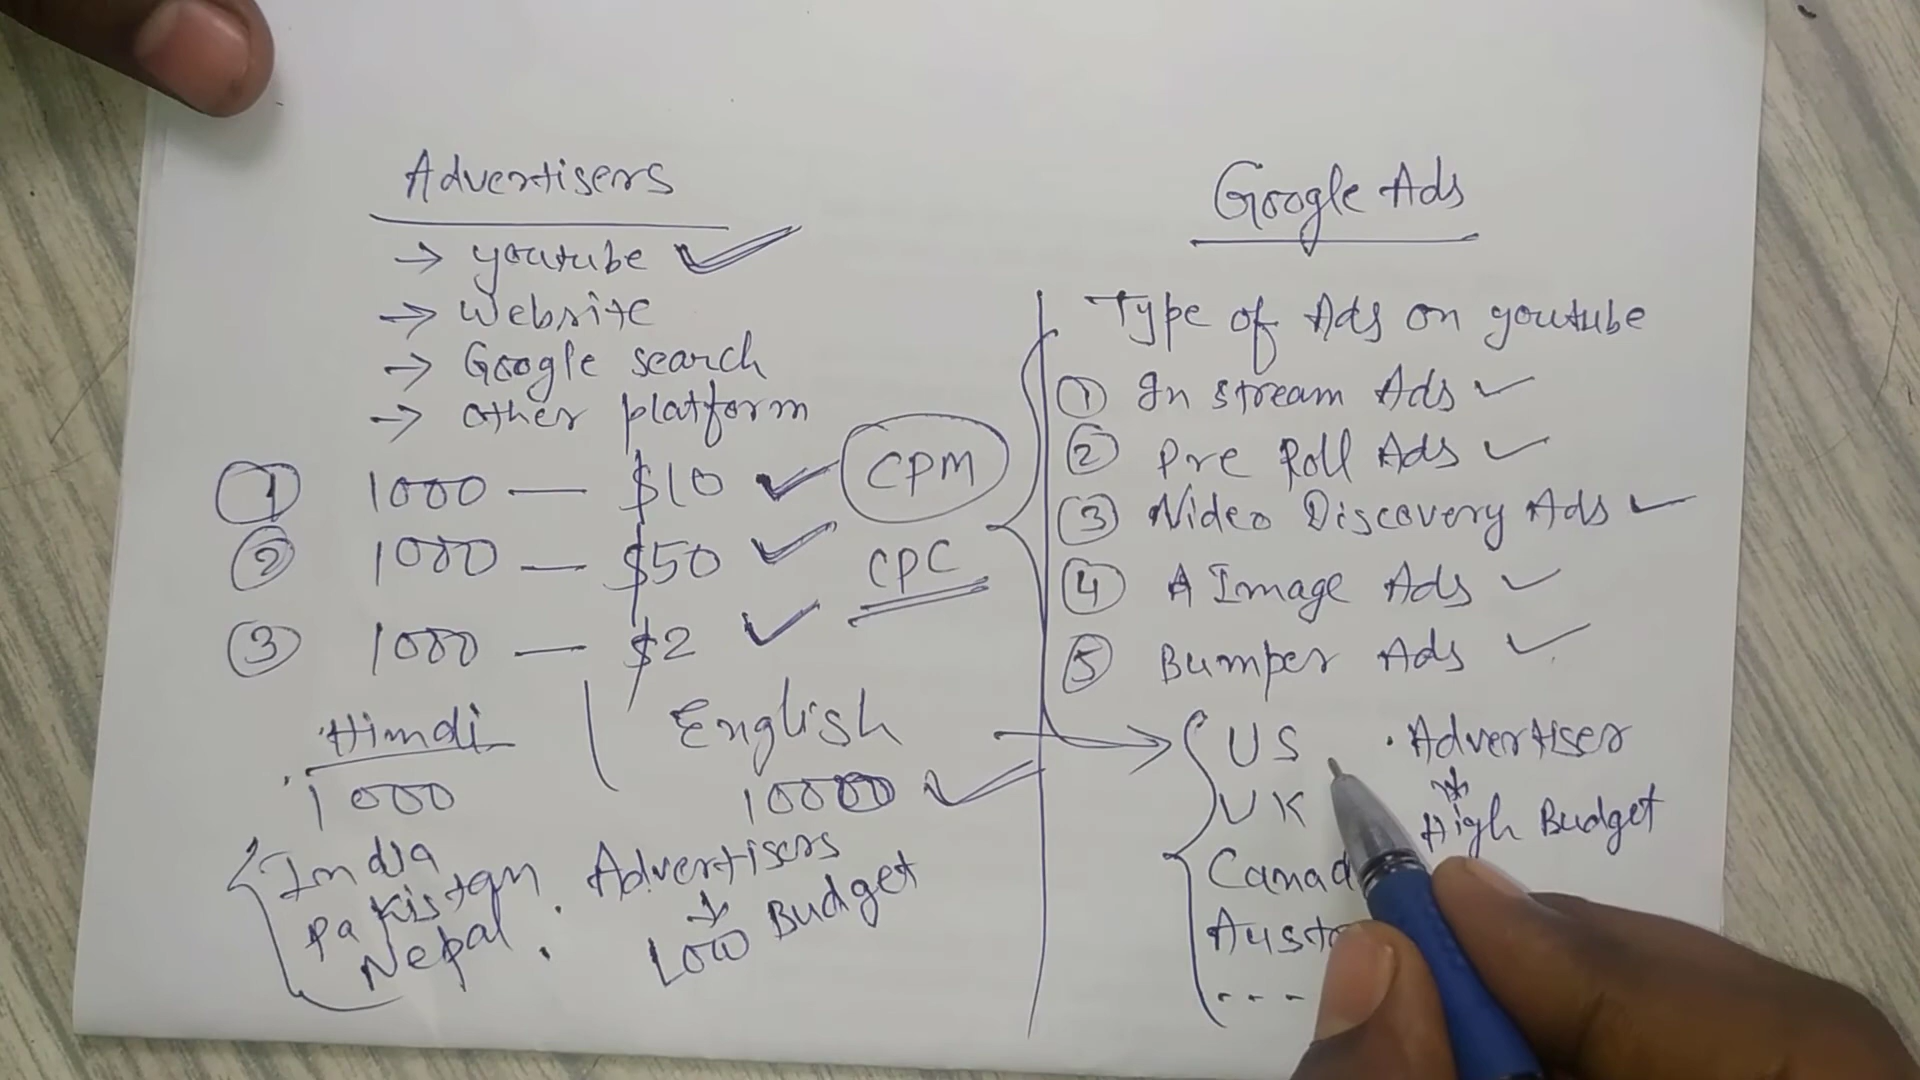 Advertisers
→ youtube ✓
→ Website
→ Google search
→ other platform
① 1000 — $10 ✓ CPM
② 1000 — $50 ✓ CPC
③ 1000 — $2 ✓
Hindi | English
1000 10000 ✓
India
Pakistan
Nepal
Advertisers
↓
Low Budget
Google Ads
Type of Ads on youtube
① In stream Ads ✓
② Pre Roll Ads ✓
③ Video Discovery Ads ✓
④ A Image Ads ✓
⑤ Bumper Ads ✓
→ US
UK
Canad
Aust
---
Advertiser
↓
High Budget